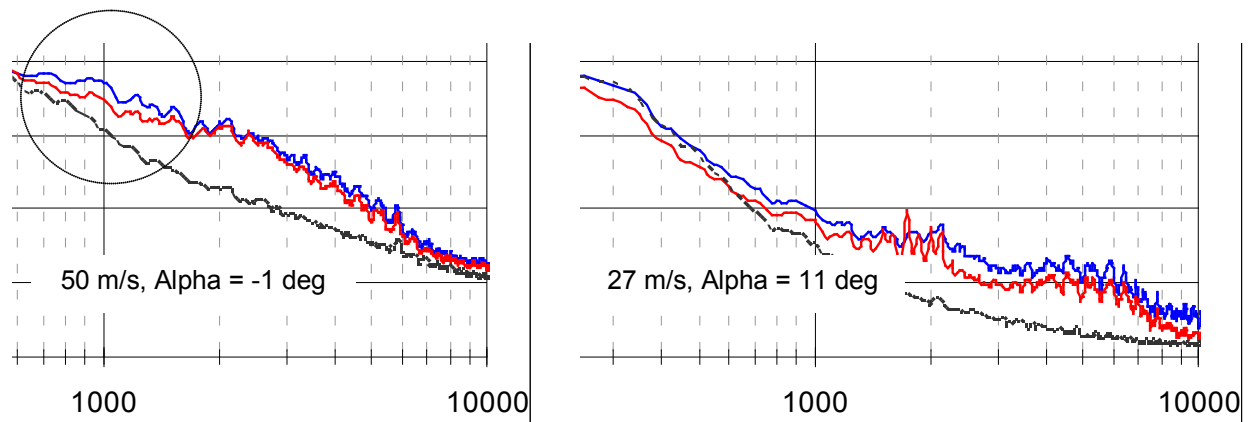 50 m/s, Alpha = -1 deg
1000 10000
27 m/s, Alpha = 11 deg
1000 10000